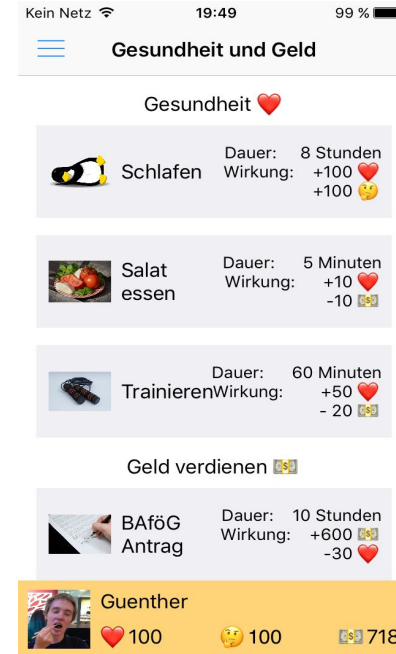 Kein Netz 19:49 99 %
Gesundheit und Geld
Gesundheit ❤️
Schlafen
Dauer: 8 Stunden
Wirkung: +100 ❤️
+100 🤔
Salat
essen
Dauer: 5 Minuten
Wirkung: +10 ❤️
-10 💵
Trainieren
Dauer: 60 Minuten
Wirkung: +50 ❤️
- 20 💵
Geld verdienen 💵
BAföG
Antrag
Dauer: 10 Stunden
Wirkung: +600 💵
-30 ❤️
Guenther
❤️ 100 🤔 100 💵 718